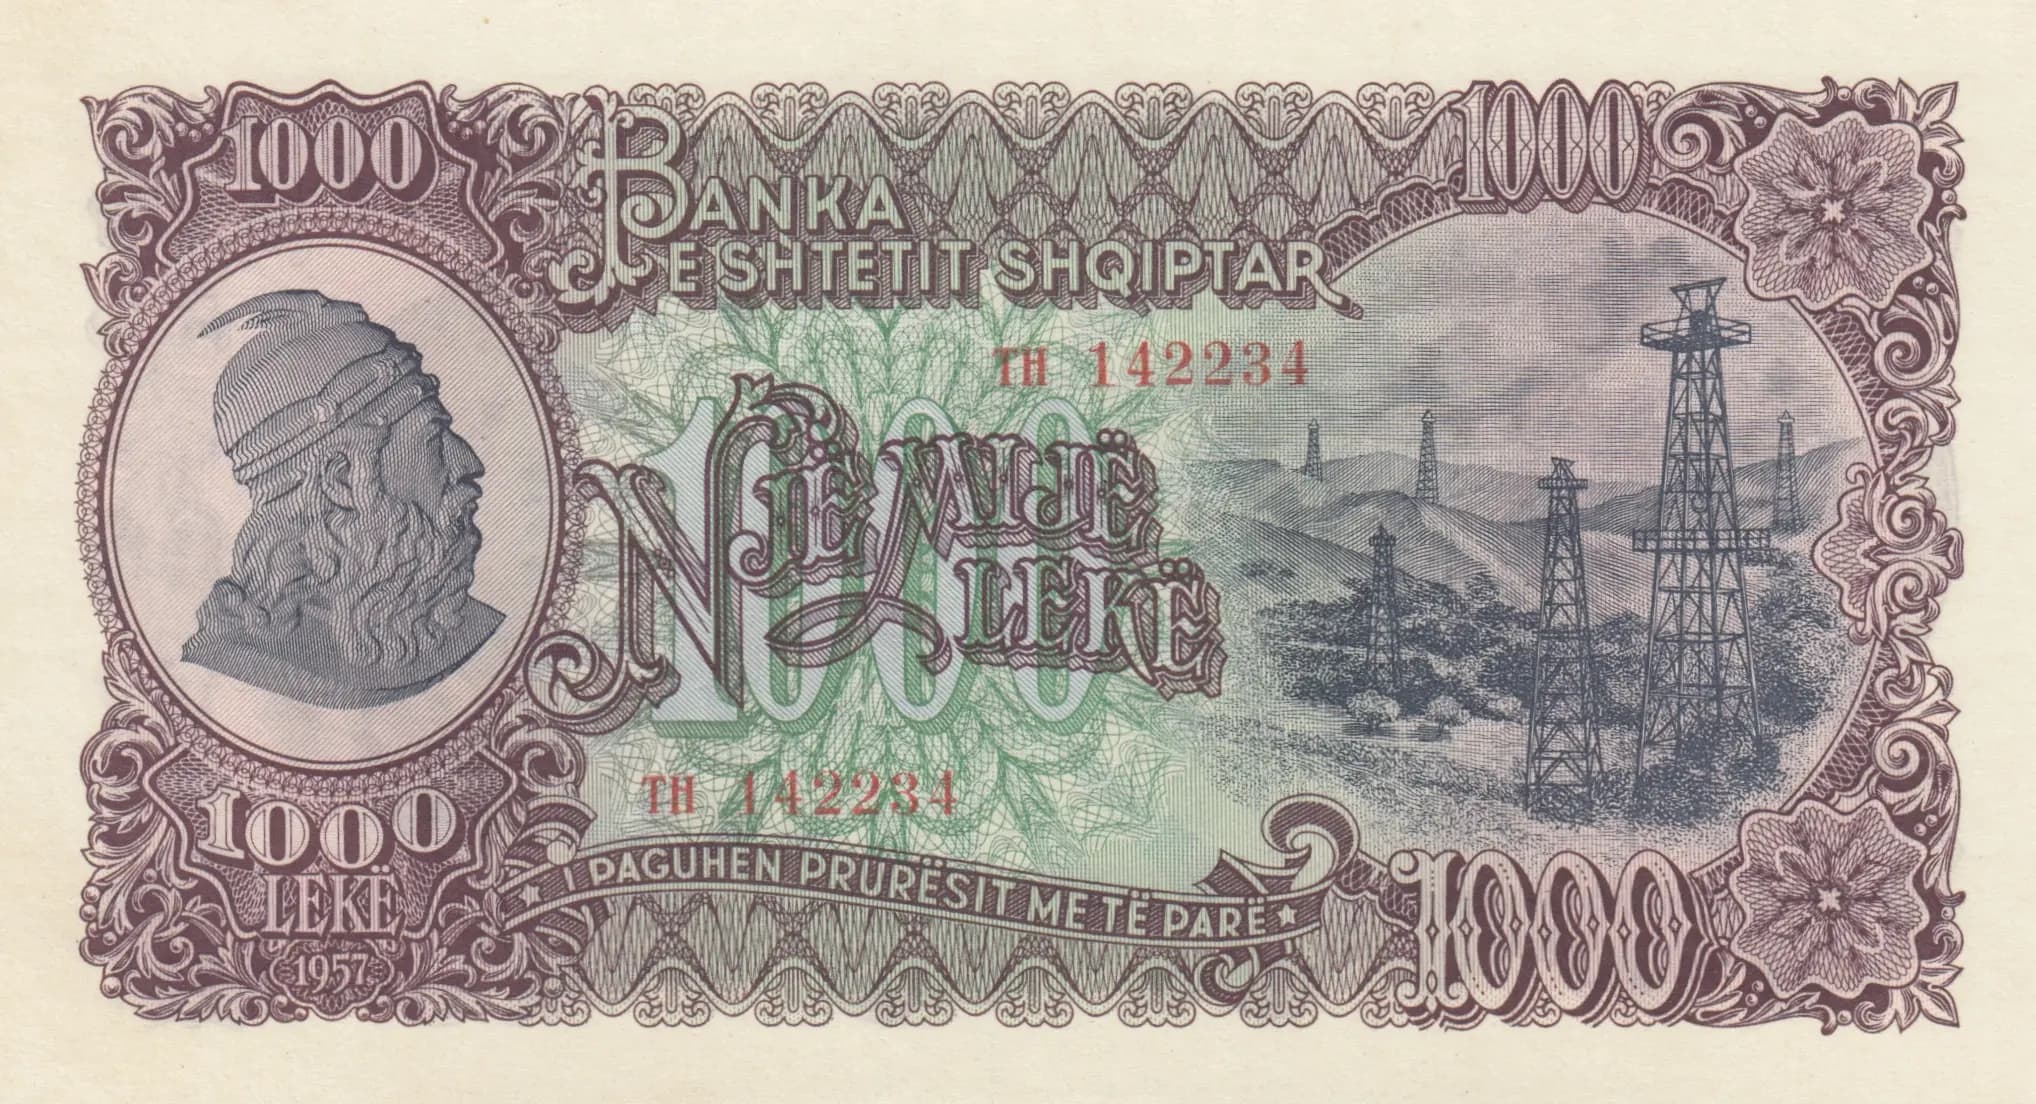 1000
1000
BANKA
E SHTETIT SHQIPTAR
TH 142234
1000
NJË MIJË
LEKË
TH 142234
I PAGUHEN PRURËSIT ME TË PARË
1000
LEKË
1957
1000